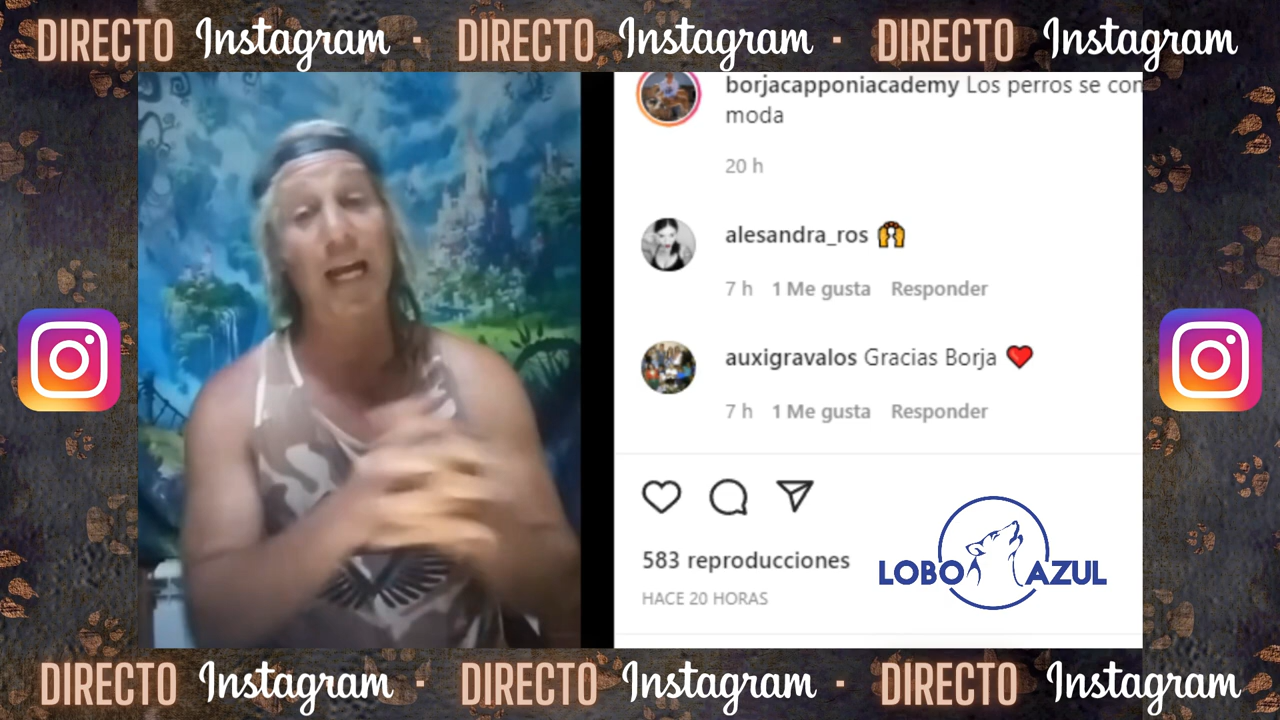 DIRECTO Instagram · DIRECTO Instagram · DIRECTO Instagram
borjacapponiacademy Los perros se con
moda
20 h
alesandra_ros
7 h 1 Me gusta Responder
auxigravalos Gracias Borja ❤️
7 h 1 Me gusta Responder
583 reproducciones
HACE 20 HORAS
LOBO AZUL
DIRECTO Instagram · DIRECTO Instagram · DIRECTO Instagram